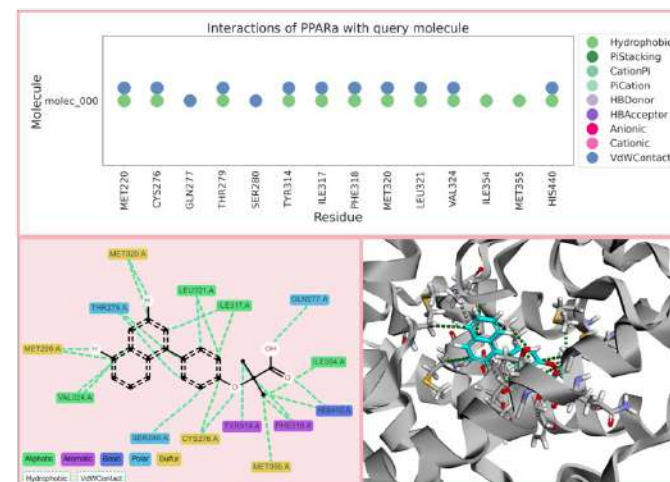 Interactions of PPARa with query molecule
Molecule
molec_000
MET220
CYS276
GLN277
THR279
SER280
TYR314
ILE317
PHE318
MET320
LEU321
VAL324
ILE354
MET355
HIS440
Residue
Hydrophobic
PiStacking
CationPi
PiCation
HBDonor
HBAcceptor
Anionic
Cationic
VdWContact
MET320.A
LEU321.A
THR279.A
ILE317.A
GLN277.A
H
OH
MET220.A
H
ILE354.A
O
O
VAL324.A
HIS440.A
TYR314.A
PHE318.A
SER280.A
CYS276.A
MET355.A
Aliphatic
Aromatic
Basic
Polar
Sulfur
Hydrophobic
VdWContact